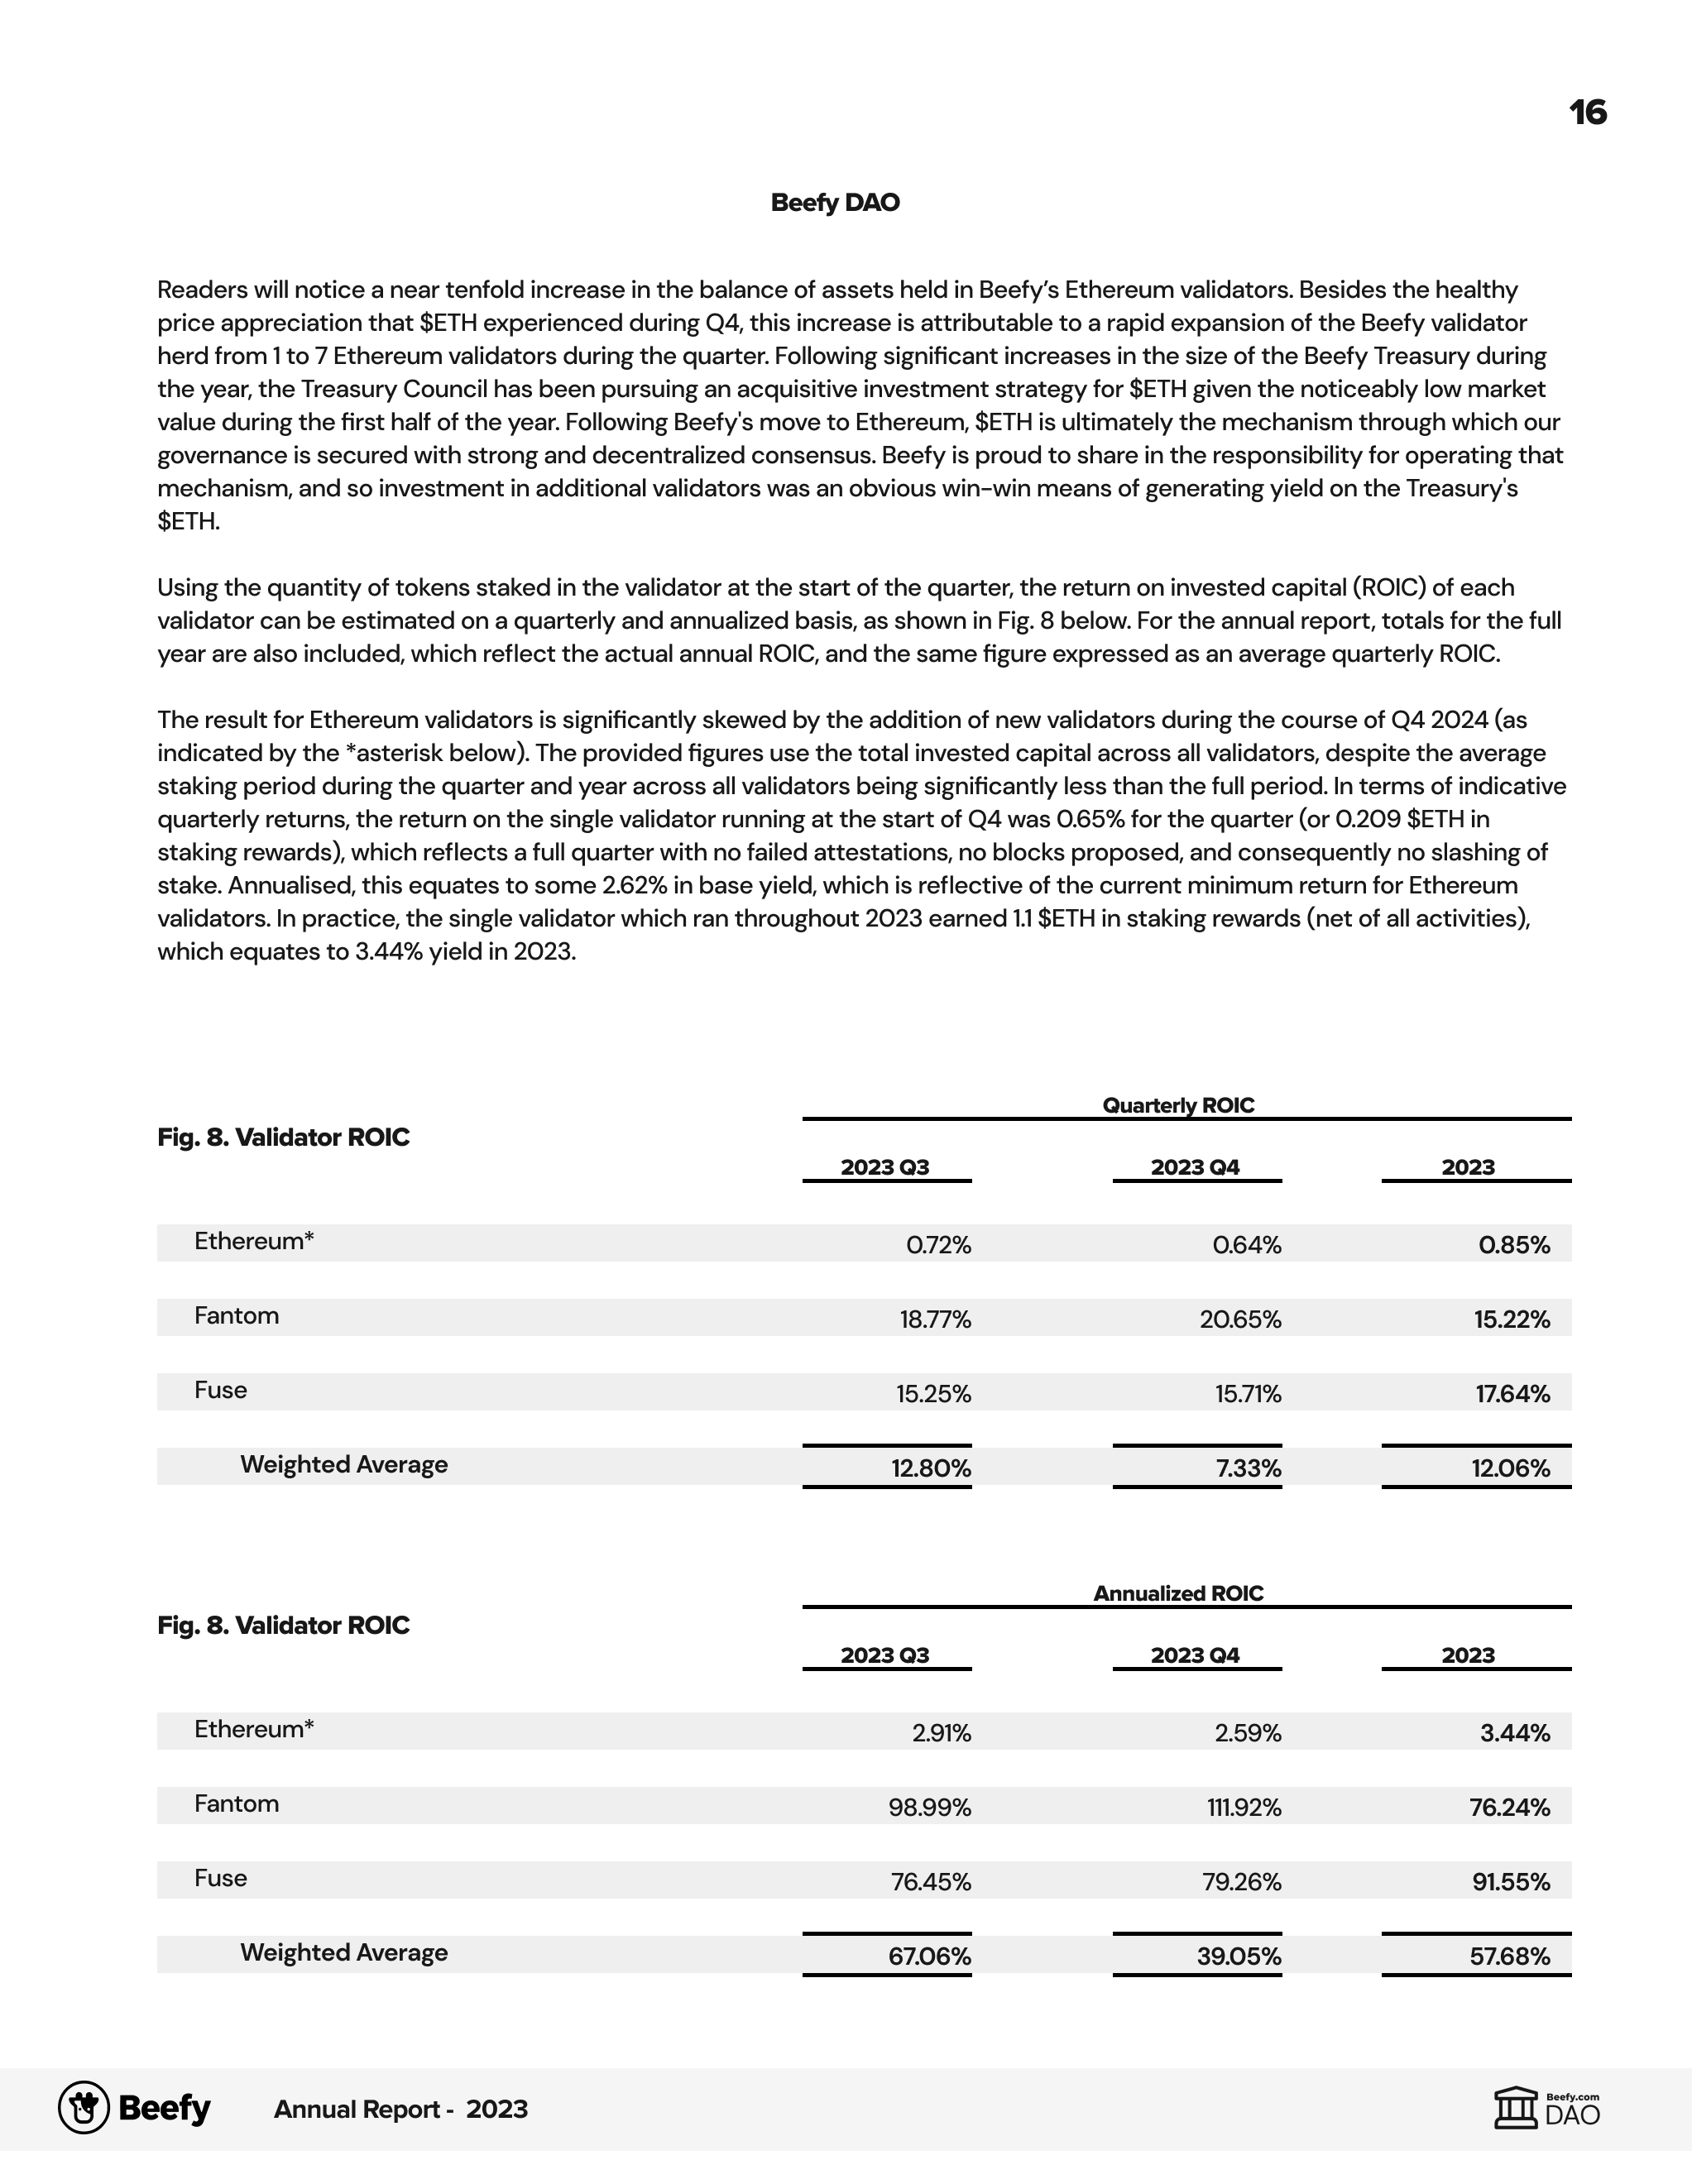 16
Beefy DAO
Readers will notice a near tenfold increase in the balance of assets held in Beefy’s Ethereum validators. Besides the healthy
price appreciation that $ETH experienced during Q4, this increase is attributable to a rapid expansion of the Beefy validator
herd from 1 to 7 Ethereum validators during the quarter. Following significant increases in the size of the Beefy Treasury during
the year, the Treasury Council has been pursuing an acquisitive investment strategy for $ETH given the noticeably low market
value during the first half of the year. Following Beefy's move to Ethereum, $ETH is ultimately the mechanism through which our
governance is secured with strong and decentralized consensus. Beefy is proud to share in the responsibility for operating that
mechanism, and so investment in additional validators was an obvious win-win means of generating yield on the Treasury's
$ETH.
Using the quantity of tokens staked in the validator at the start of the quarter, the return on invested capital (ROIC) of each
validator can be estimated on a quarterly and annualized basis, as shown in Fig. 8 below. For the annual report, totals for the full
year are also included, which reflect the actual annual ROIC, and the same figure expressed as an average quarterly ROIC.
The result for Ethereum validators is significantly skewed by the addition of new validators during the course of Q4 2024 (as
indicated by the *asterisk below). The provided figures use the total invested capital across all validators, despite the average
staking period during the quarter and year across all validators being significantly less than the full period. In terms of indicative
quarterly returns, the return on the single validator running at the start of Q4 was 0.65% for the quarter (or 0.209 $ETH in
staking rewards), which reflects a full quarter with no failed attestations, no blocks proposed, and consequently no slashing of
stake. Annualised, this equates to some 2.62% in base yield, which is reflective of the current minimum return for Ethereum
validators. In practice, the single validator which ran throughout 2023 earned 1.1 $ETH in staking rewards (net of all activities),
which equates to 3.44% yield in 2023.
Quarterly ROIC
Fig. 8. Validator ROIC
2023 Q3 2023 Q4 2023
Ethereum* 0.72% 0.64% 0.85%
Fantom 18.77% 20.65% 15.22%
Fuse 15.25% 15.71% 17.64%
Weighted Average 12.80% 7.33% 12.06%
Annualized ROIC
Fig. 8. Validator ROIC
2023 Q3 2023 Q4 2023
Ethereum* 2.91% 2.59% 3.44%
Fantom 98.99% 111.92% 76.24%
Fuse 76.45% 79.26% 91.55%
Weighted Average 67.06% 39.05% 57.68%
Beefy Annual Report - 2023
Beefy.com
DAO